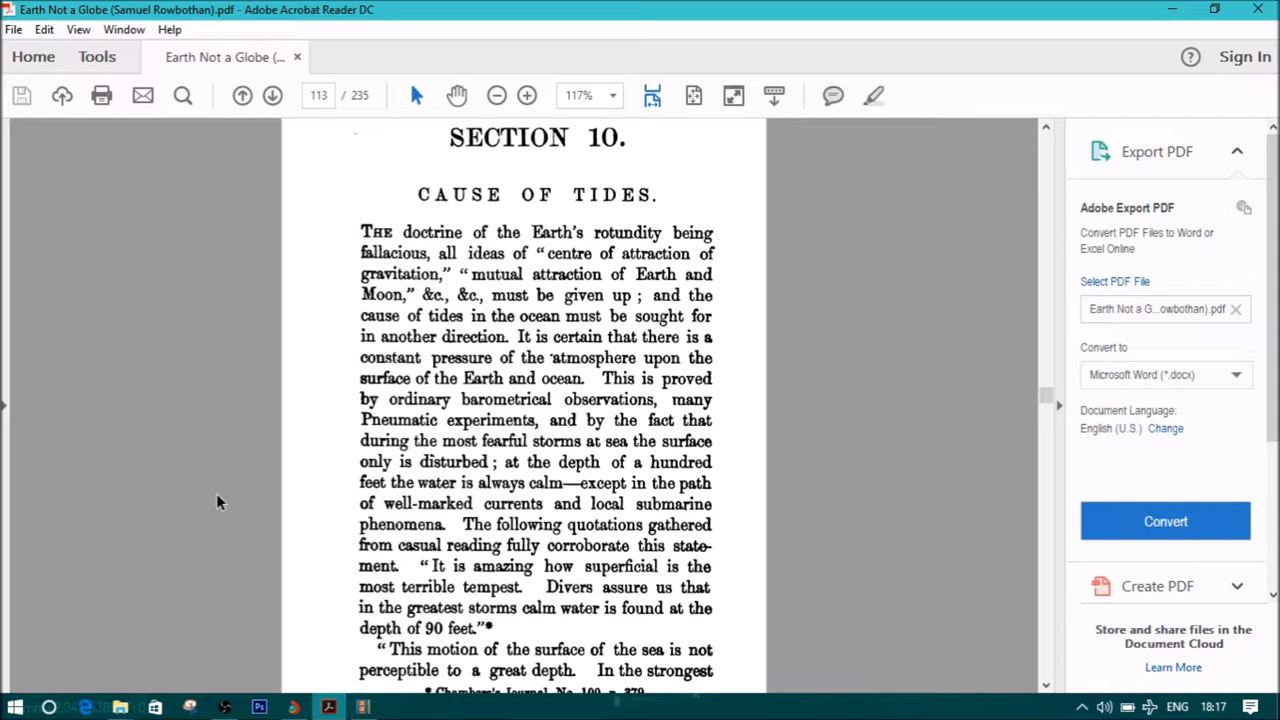 Earth Not a Globe (Samuel Rowbothan).pdf - Adobe Acrobat Reader DC
File Edit View Window Help
Home Tools Earth Not a Globe (... × Sign In
113 / 235 117%
SECTION 10.
CAUSE OF TIDES.
THE doctrine of the Earth's rotundity being
fallacious, all ideas of "centre of attraction of
gravitation," "mutual attraction of Earth and
Moon," &c., &c., must be given up; and the
cause of tides in the ocean must be sought for
in another direction. It is certain that there is a
constant pressure of the atmosphere upon the
surface of the Earth and ocean. This is proved
by ordinary barometrical observations, many
Pneumatic experiments, and by the fact that
during the most fearful storms at sea the surface
only is disturbed; at the depth of a hundred
feet the water is always calm—except in the path
of well-marked currents and local submarine
phenomena. The following quotations gathered
from casual reading fully corroborate this state-
ment. "It is amazing how superficial is the
most terrible tempest. Divers assure us that
in the greatest storms calm water is found at the
depth of 90 feet."*
"This motion of the surface of the sea is not
perceptible to a great depth. In the strongest
* Chambers's Journal, No. 100, p. 379.
Export PDF
Adobe Export PDF
Convert PDF Files to Word or
Excel Online
Select PDF File
Earth Not a G...owbothan).pdf
Convert to
Microsoft Word (*.docx)
Document Language:
English (U.S.) Change
Convert
Create PDF
Store and share files in the
Document Cloud
Learn More
ENG 18:17